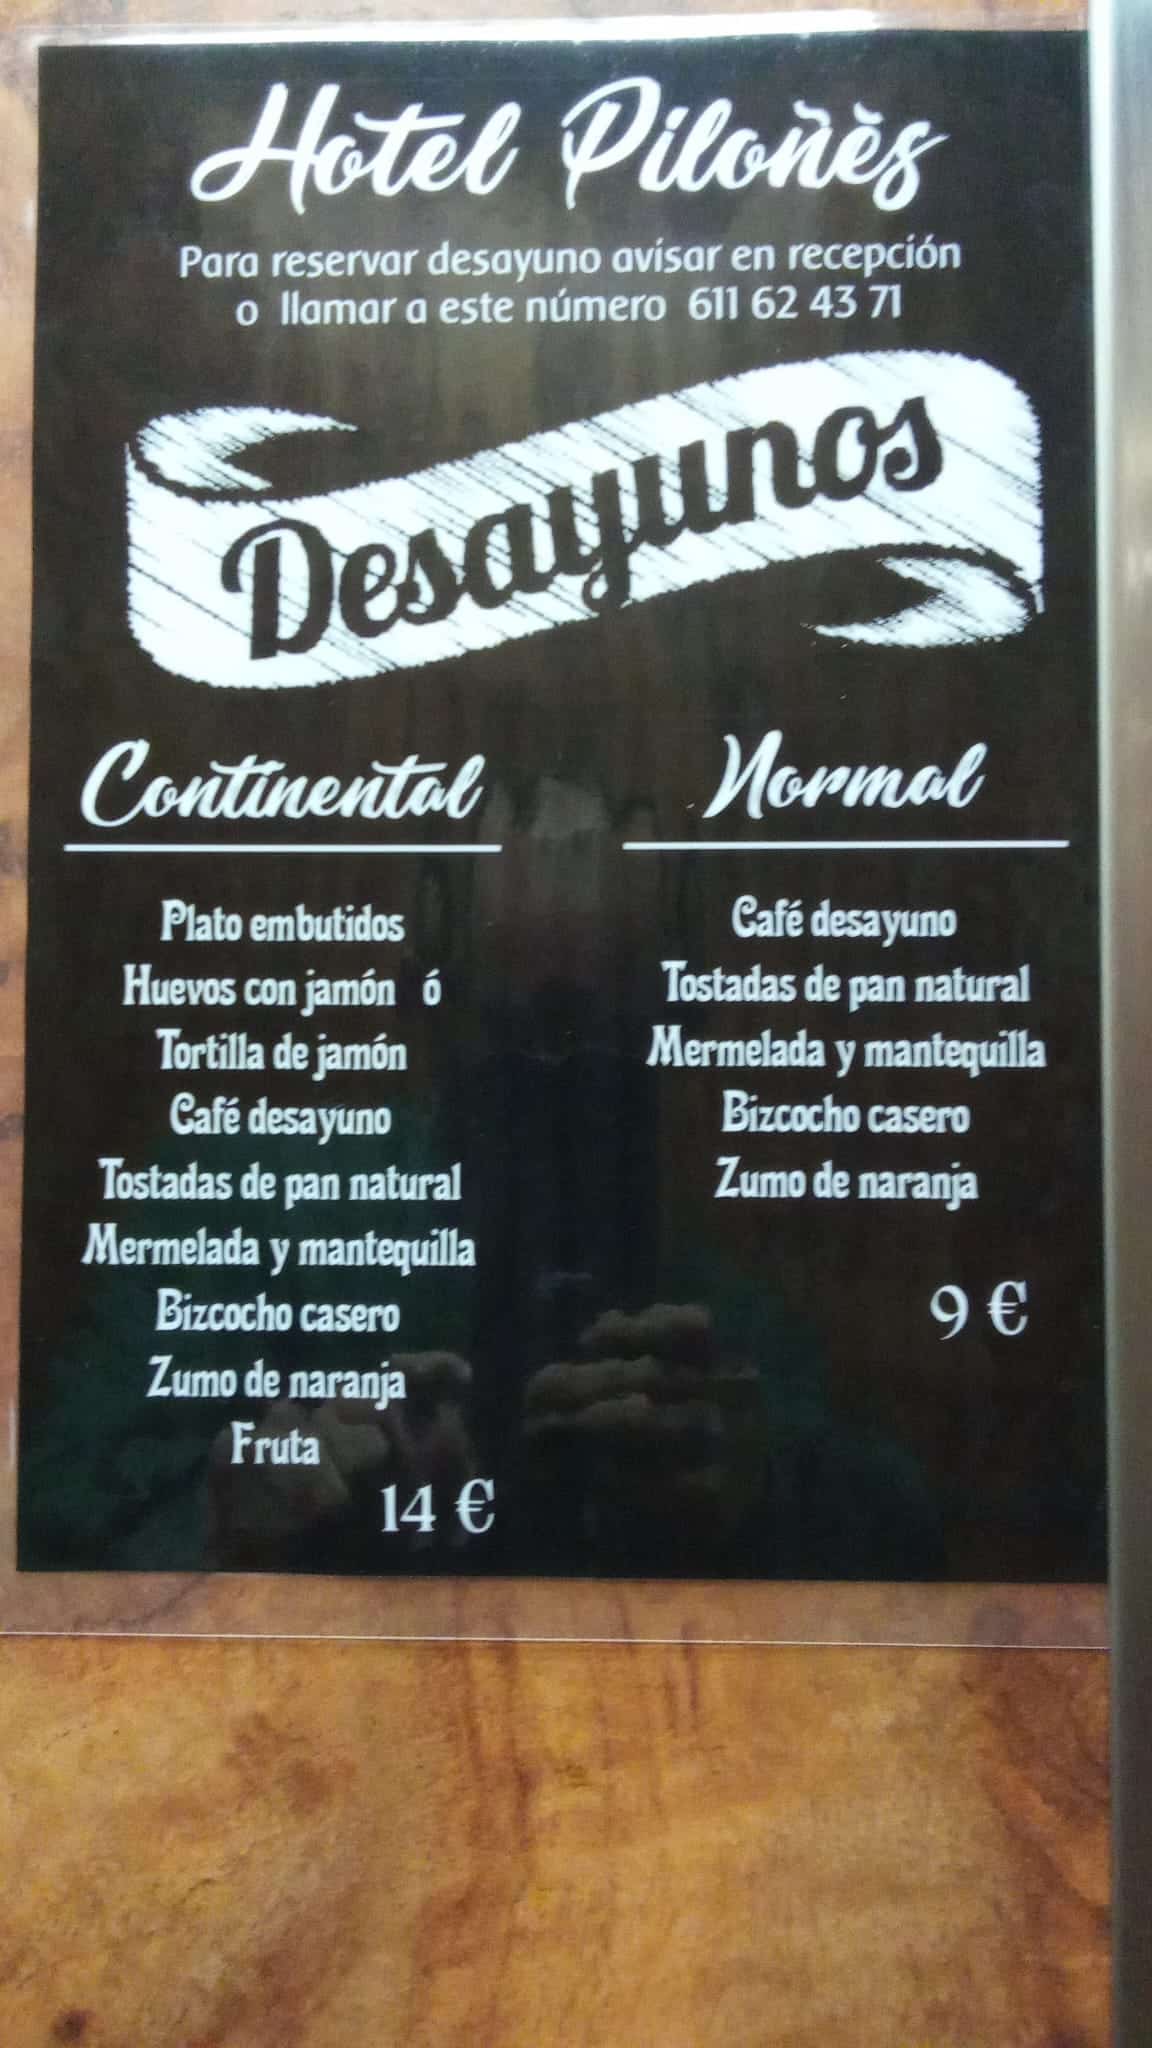 Hotel Piloñès
Para reservar desayuno avisar en recepción
o llamar a este número 611 62 43 71
Desayunos
Continental
Plato embutidos
Huevos con jamón ó
Tortilla de jamón
Café desayuno
Tostadas de pan natural
Mermelada y mantequilla
Bizcocho casero
Zumo de naranja
Fruta
14 €
Normal
Café desayuno
Tostadas de pan natural
Mermelada y mantequilla
Bizcocho casero
Zumo de naranja
9 €